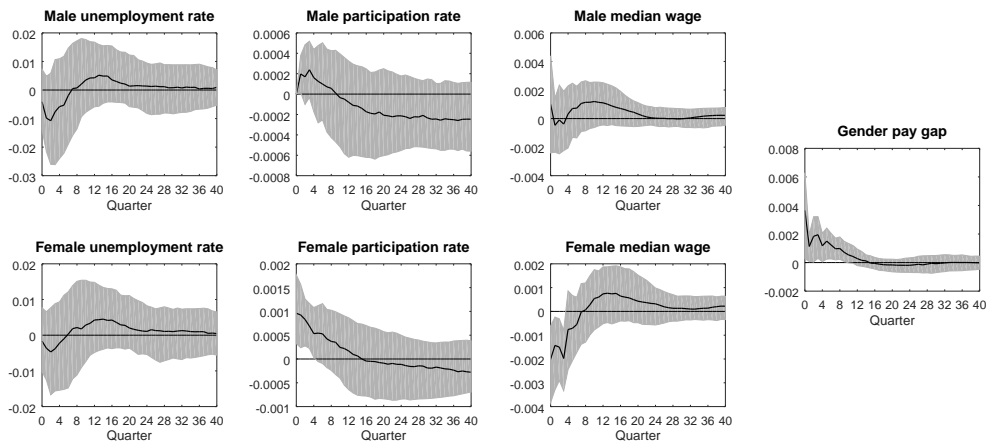 Male unemployment rate
0.02
0.01
0
-0.01
-0.02
-0.03
0 4 8 12 16 20 24 28 32 36 40
Quarter
Male participation rate
0.0006
0.0004
0.0002
0
-0.0002
-0.0004
-0.0006
-0.0008
0 4 8 12 16 20 24 28 32 36 40
Quarter
Male median wage
0.006
0.004
0.002
0
-0.002
-0.004
0 4 8 12 16 20 24 28 32 36 40
Quarter
Gender pay gap
0.008
0.006
0.004
0.002
0
-0.002
0 4 8 12 16 20 24 28 32 36 40
Quarter
Female unemployment rate
0.02
0.01
0
-0.01
-0.02
0 4 8 12 16 20 24 28 32 36 40
Quarter
Female participation rate
0.002
0.0015
0.001
0.0005
0
-0.0005
-0.001
0 4 8 12 16 20 24 28 32 36 40
Quarter
Female median wage
0.002
0.001
0
-0.001
-0.002
-0.003
-0.004
0 4 8 12 16 20 24 28 32 36 40
Quarter